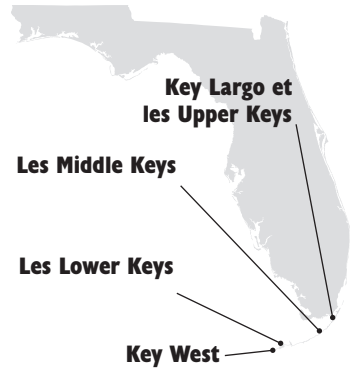 Key Largo et
les Upper Keys
Les Middle Keys
Les Lower Keys
Key West